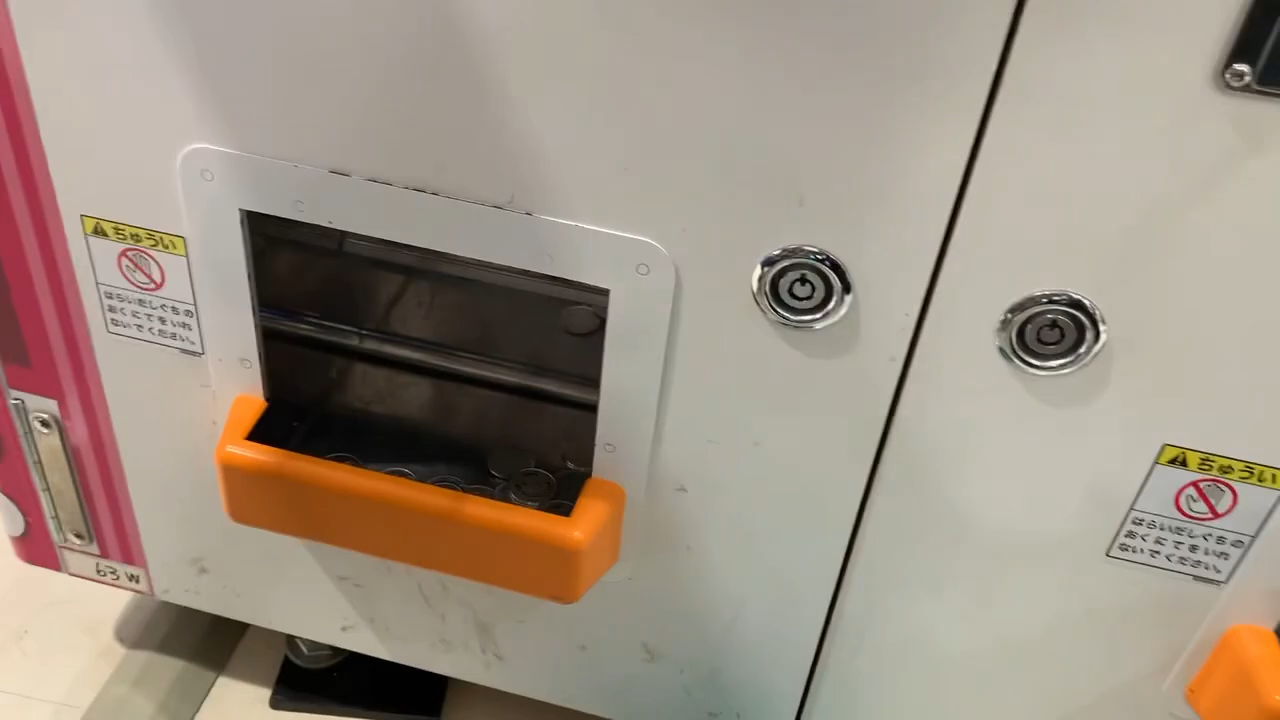 ちゅうい
はらいだしぐちの
おくにてをいれ
ないでください。
63W
ちゅうい
はらいだしぐちの
おくにてをいれ
ないでください。